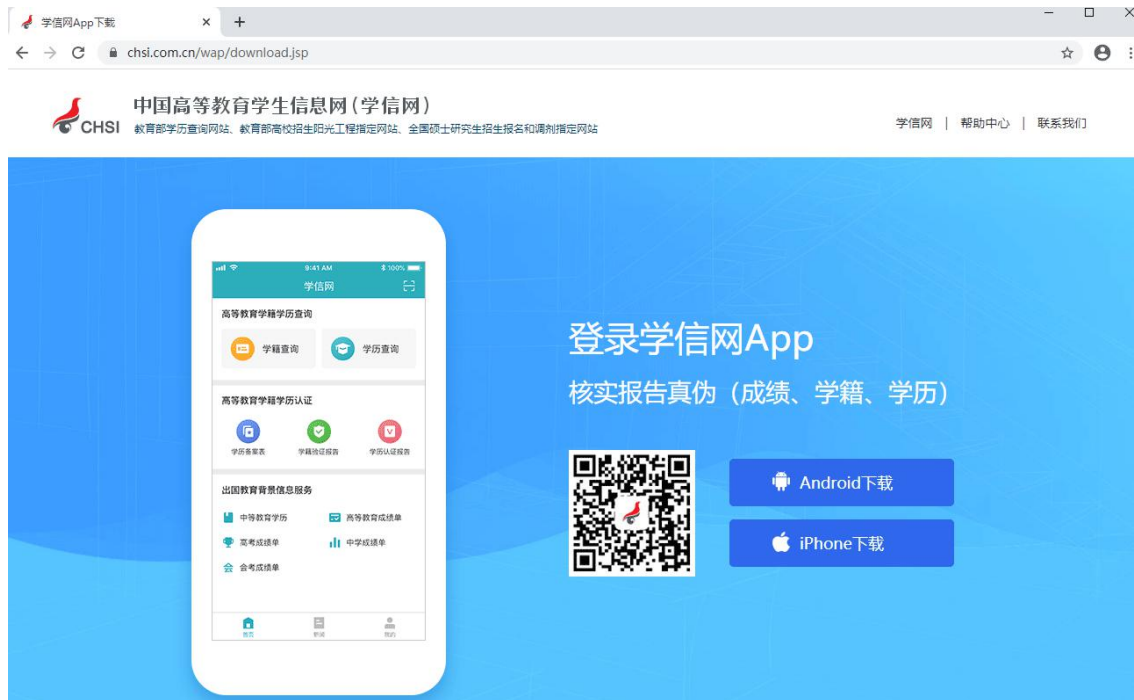 学信网App下载
chsi.com.cn/wap/download.jsp
CHSI
中国高等教育学生信息网(学信网)
教育部学历查询网站、教育部高校招生阳光工程指定网站、全国硕士研究生招生报名和调剂指定网站
学信网 | 帮助中心 | 联系我们
9:41 AM
100%
学信网
高等教育学籍学历查询
学籍查询 学历查询
高等教育学籍学历认证
学历备案表 学籍验证报告 学历认证报告
出国教育背景信息服务
中等教育学历 高等教育成绩单
高考成绩单 中学成绩单
会考成绩单
首页 新闻 我的
登录学信网App
核实报告真伪（成绩、学籍、学历）
Android下载
iPhone下载